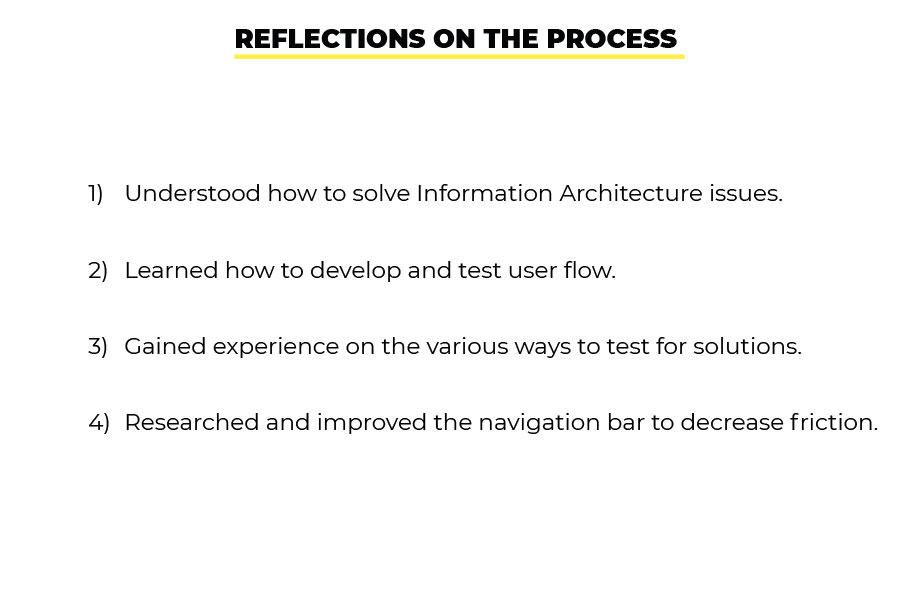 REFLECTIONS ON THE PROCESS
1) Understood how to solve Information Architecture issues.
2) Learned how to develop and test user flow.
3) Gained experience on the various ways to test for solutions.
4) Researched and improved the navigation bar to decrease friction.